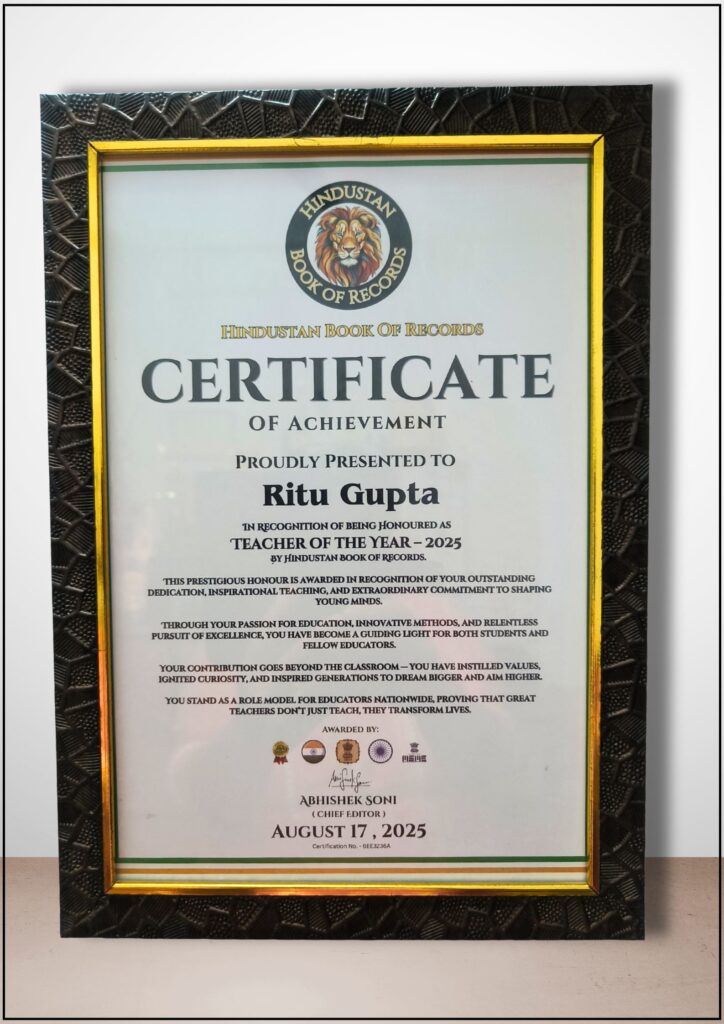 HINDUSTAN
BOOK OF RECORDS
HINDUSTAN BOOK OF RECORDS
CERTIFICATE
OF ACHIEVEMENT
PROUDLY PRESENTED TO
Ritu Gupta
IN RECOGNITION OF BEING HONOURED AS
TEACHER OF THE YEAR – 2025
BY HINDUSTAN BOOK OF RECORDS.
THIS PRESTIGIOUS HONOUR IS AWARDED IN RECOGNITION OF YOUR OUTSTANDING
DEDICATION, INSPIRATIONAL TEACHING, AND EXTRAORDINARY COMMITMENT TO SHAPING
YOUNG MINDS.
THROUGH YOUR PASSION FOR EDUCATION, INNOVATIVE METHODS, AND RELENTLESS
PURSUIT OF EXCELLENCE, YOU HAVE BECOME A GUIDING LIGHT FOR BOTH STUDENTS AND
FELLOW EDUCATORS.
YOUR CONTRIBUTION GOES BEYOND THE CLASSROOM — YOU HAVE INSTILLED VALUES,
IGNITED CURIOSITY, AND INSPIRED GENERATIONS TO DREAM BIGGER AND AIM HIGHER.
YOU STAND AS A ROLE MODEL FOR EDUCATORS NATIONWIDE, PROVING THAT GREAT
TEACHERS DON'T JUST TEACH, THEY TRANSFORM LIVES.
AWARDED BY:
ABHISHEK SONI
( CHIEF EDITOR )
AUGUST 17 , 2025
Certification No. - 6EE3236A